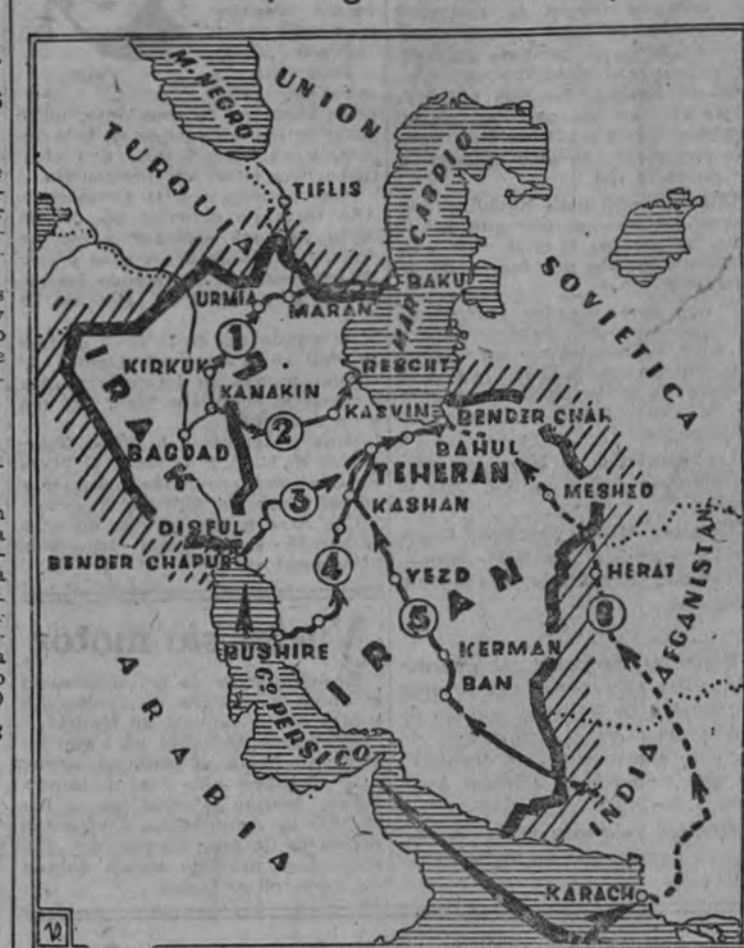 M. NEGRO
UNION
SOVIETICA
TURQUIA
TIFLIS
MAR CASPIO
BAKU
URMIA
MARAN
1
KIRKUK
RESCHT
IRAK
KANAKIN
2
KASVIN
BENDER CHAH
BAGDAD
BAHUL
TEHERAN
3
MESHED
KASHAN
DISFUL
BENDER CHAPUR
4
YEZD
HERAT
IRAN
5
6
AFGANISTAN
BUSHIRE
KERMAN
BAN
Gº PERSICO
ARABIA
INDIA
KARACHI
motor